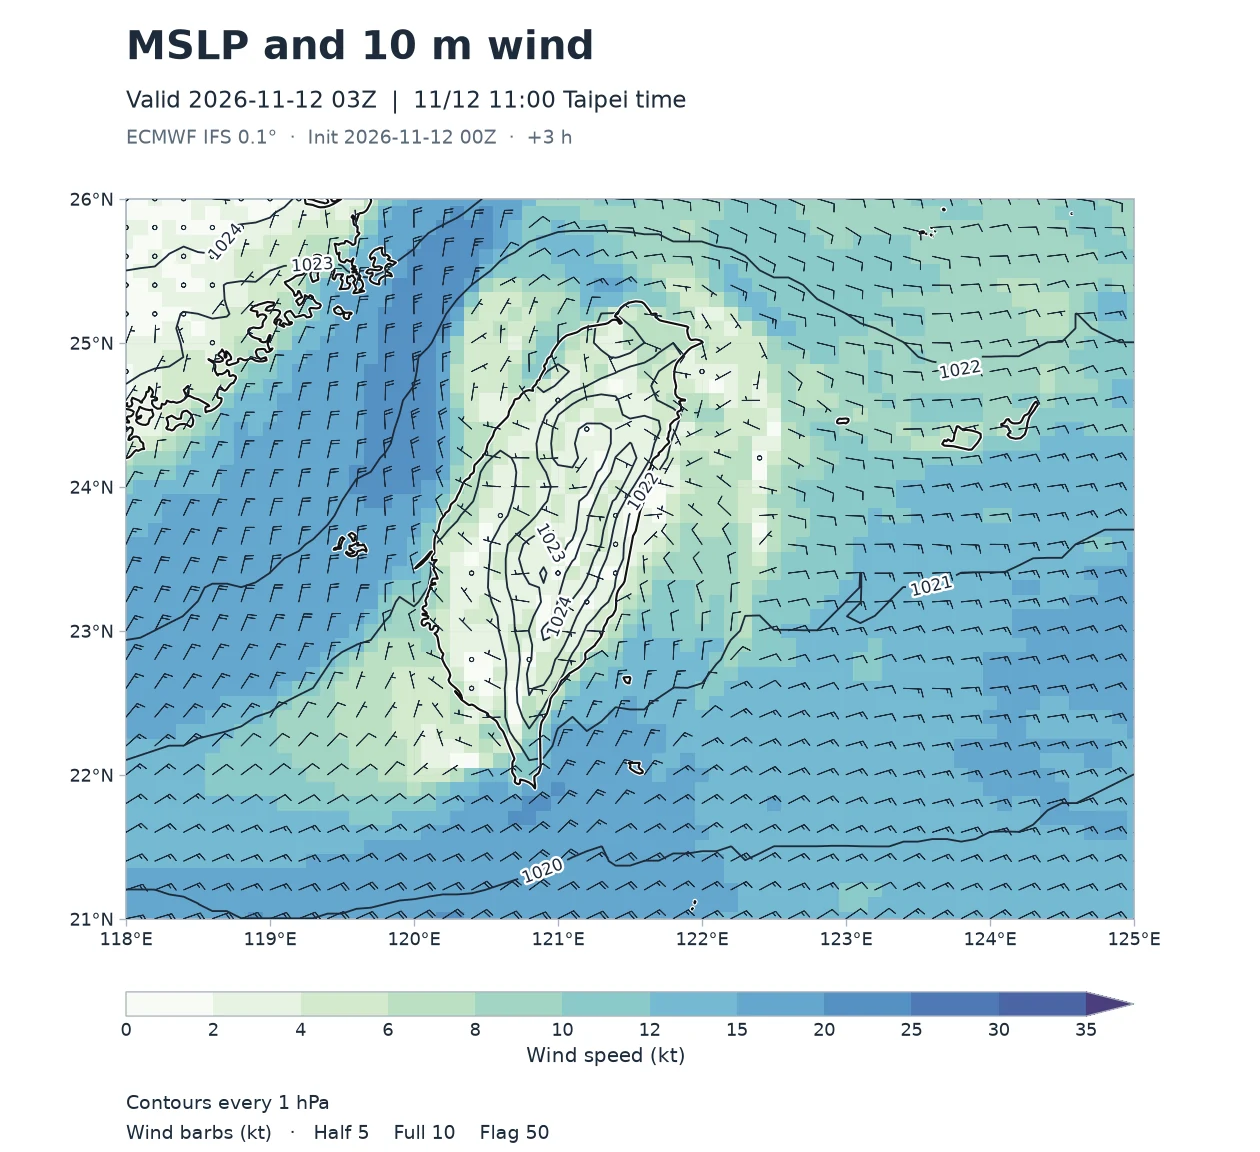 MSLP and 10 m wind
Valid 2026-11-12 03Z | 11/12 11:00 Taipei time
ECMWF IFS 0.1° · Init 2026-11-12 00Z · +3 h
26°N
1024
1023
25°N
1022
24°N
1022
1023
1021
1024
23°N
22°N
1020
21°N
118°E 119°E 120°E 121°E 122°E 123°E 124°E 125°E
0 2 4 6 8 10 12 15 20 25 30 35
Wind speed (kt)
Contours every 1 hPa
Wind barbs (kt) · Half 5 Full 10 Flag 50